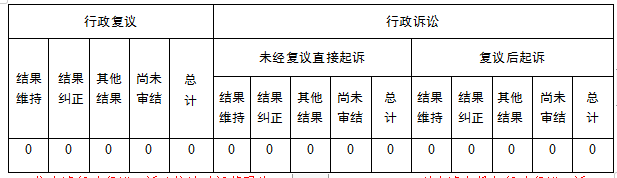 行政复议 行政诉讼
未经复议直接起诉 复议后起诉
结果维持 结果纠正 其他结果 尚未审结 总计 结果维持 结果纠正 其他结果 尚未审结 总计 结果维持 结果纠正 其他结果 尚未审结 总计
0 0 0 0 0 0 0 0 0 0 0 0 0 0 0